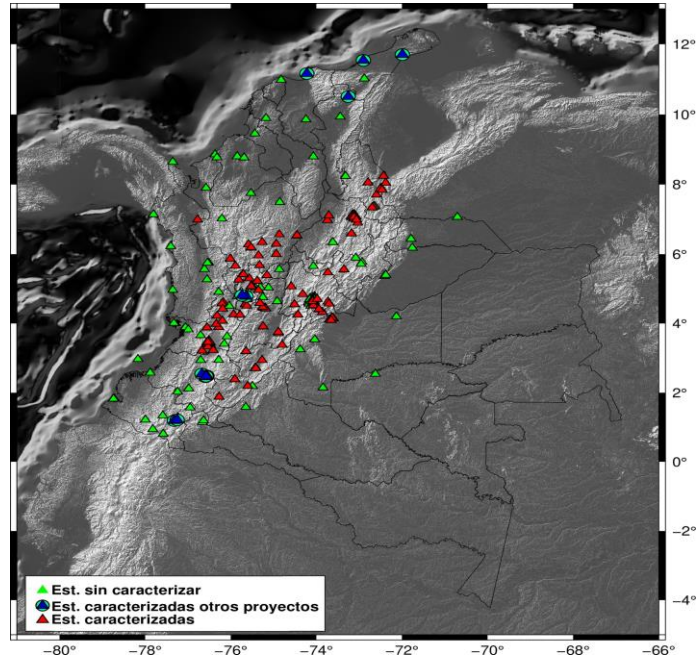 12°
10°
8°
6°
4°
2°
0°
−2°
−4°
Est. sin caracterizar
Est. caracterizadas otros proyectos
Est. caracterizadas
−80° −78° −76° −74° −72° −70° −68° −66°